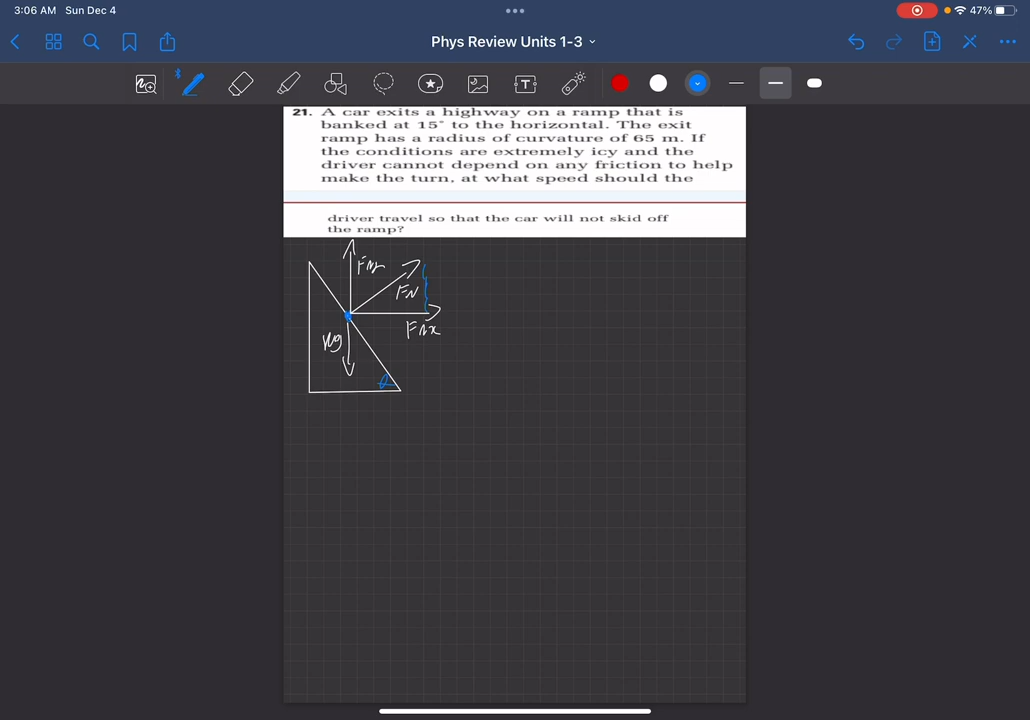 3:06 AM Sun Dec 4
47%
Phys Review Units 1-3
T
21. A car exits a highway on a ramp that is
banked at 15° to the horizontal. The exit
ramp has a radius of curvature of 65 m. If
the conditions are extremely icy and the
driver cannot depend on any friction to help
make the turn, at what speed should the
driver travel so that the car will not skid off
the ramp?
FNy
FN
FNx
mg
θ